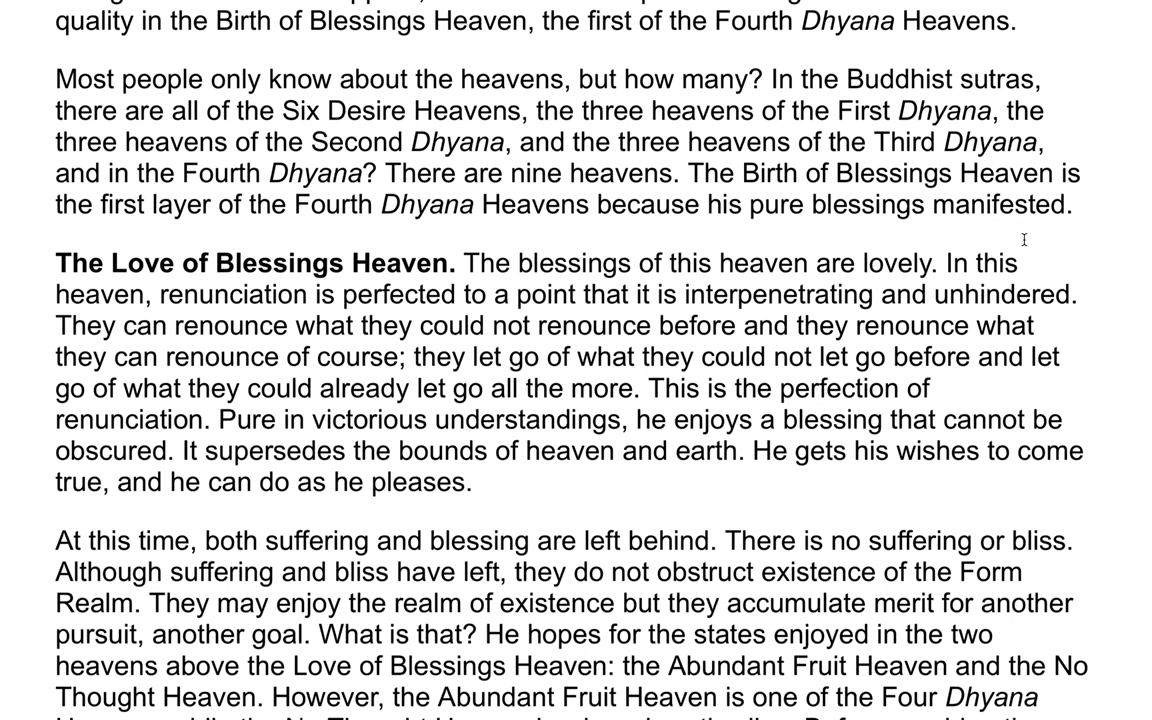 quality in the Birth of Blessings Heaven, the first of the Fourth Dhyana Heavens.
Most people only know about the heavens, but how many? In the Buddhist sutras,
there are all of the Six Desire Heavens, the three heavens of the First Dhyana, the
three heavens of the Second Dhyana, and the three heavens of the Third Dhyana,
and in the Fourth Dhyana? There are nine heavens. The Birth of Blessings Heaven is
the first layer of the Fourth Dhyana Heavens because his pure blessings manifested.
The Love of Blessings Heaven. The blessings of this heaven are lovely. In this
heaven, renunciation is perfected to a point that it is interpenetrating and unhindered.
They can renounce what they could not renounce before and they renounce what
they can renounce of course; they let go of what they could not let go before and let
go of what they could already let go all the more. This is the perfection of
renunciation. Pure in victorious understandings, he enjoys a blessing that cannot be
obscured. It supersedes the bounds of heaven and earth. He gets his wishes to come
true, and he can do as he pleases.
At this time, both suffering and blessing are left behind. There is no suffering or bliss.
Although suffering and bliss have left, they do not obstruct existence of the Form
Realm. They may enjoy the realm of existence but they accumulate merit for another
pursuit, another goal. What is that? He hopes for the states enjoyed in the two
heavens above the Love of Blessings Heaven: the Abundant Fruit Heaven and the No
Thought Heaven. However, the Abundant Fruit Heaven is one of the Four Dhyana